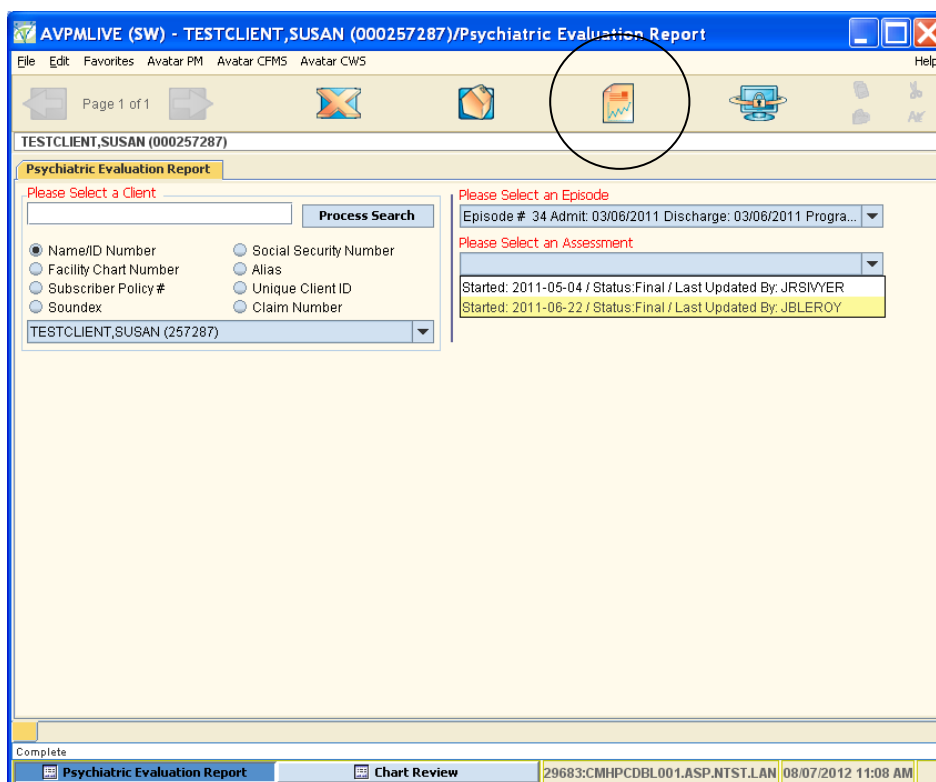 AVPMLIVE (SW) - TESTCLIENT,SUSAN (000257287)/Psychiatric Evaluation Report
File Edit Favorites Avatar PM Avatar CFMS Avatar CWS Help
Page 1 of 1
TESTCLIENT,SUSAN (000257287)
Psychiatric Evaluation Report
Please Select a Client
Process Search
Name/ID Number
Social Security Number
Facility Chart Number
Alias
Subscriber Policy #
Unique Client ID
Soundex
Claim Number
TESTCLIENT,SUSAN (257287)
Please Select an Episode
Episode # 34 Admit: 03/06/2011 Discharge: 03/06/2011 Progra...
Please Select an Assessment
Started: 2011-05-04 / Status:Final / Last Updated By: JRSIVYER
Started: 2011-06-22 / Status:Final / Last Updated By: JBLEROY
Complete
Psychiatric Evaluation Report
Chart Review
29683:CMHPCDBL001.ASP.NTST.LAN
08/07/2012 11:08 AM